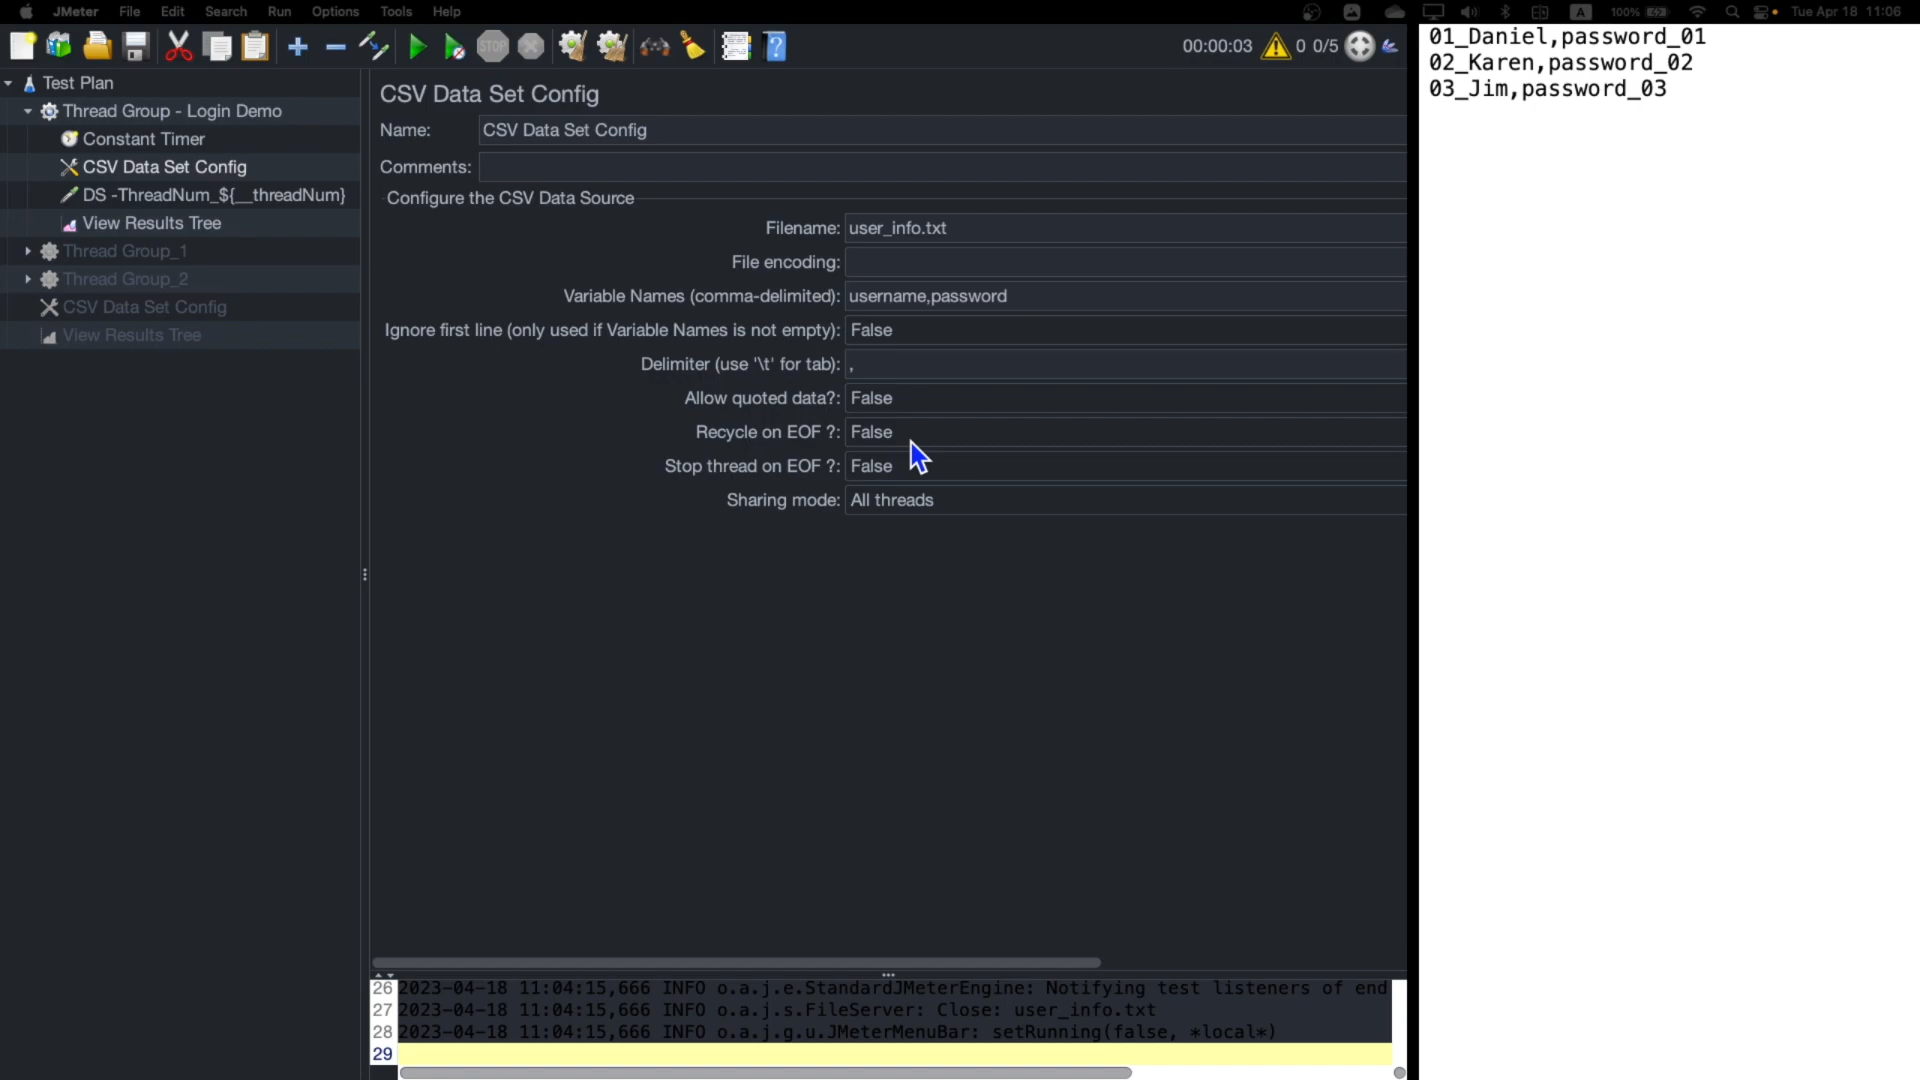 JMeter File Edit Search Run Options Tools Help 100% Tue Apr 18 11:06
STOP 00:00:03 0 0/5
Test Plan
Thread Group - Login Demo
Constant Timer
CSV Data Set Config
DS -ThreadNum_${__threadNum}
View Results Tree
Thread Group_1
Thread Group_2
CSV Data Set Config
View Results Tree
CSV Data Set Config
Name: CSV Data Set Config
Comments:
Configure the CSV Data Source
Filename: user_info.txt
File encoding:
Variable Names (comma-delimited): username,password
Ignore first line (only used if Variable Names is not empty): False
Delimiter (use '\t' for tab): ,
Allow quoted data?: False
Recycle on EOF ?: False
Stop thread on EOF ?: False
Sharing mode: All threads
26 2023-04-18 11:04:15,666 INFO o.a.j.e.StandardJMeterEngine: Notifying test listeners of end
27 2023-04-18 11:04:15,666 INFO o.a.j.s.FileServer: Close: user_info.txt
28 2023-04-18 11:04:15,666 INFO o.a.j.g.u.JMeterMenuBar: setRunning(false, *local*)
29
01_Daniel,password_01
02_Karen,password_02
03_Jim,password_03